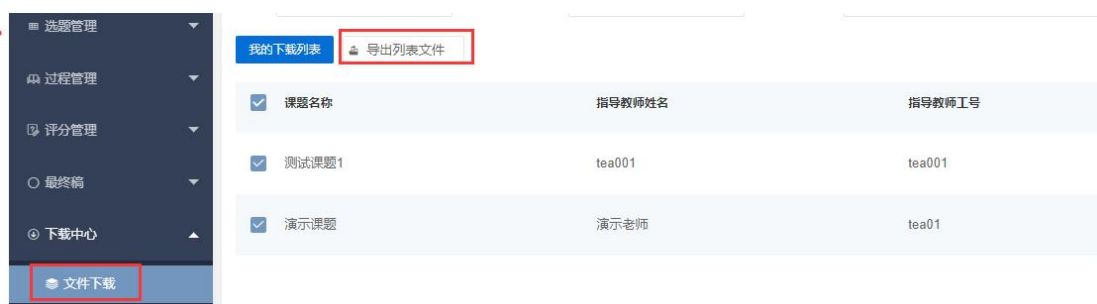 选题管理
过程管理
评分管理
最终稿
下载中心
文件下载
我的下载列表 导出列表文件
课题名称 指导教师姓名 指导教师工号
测试课题1 tea001 tea001
演示课题 演示老师 tea01